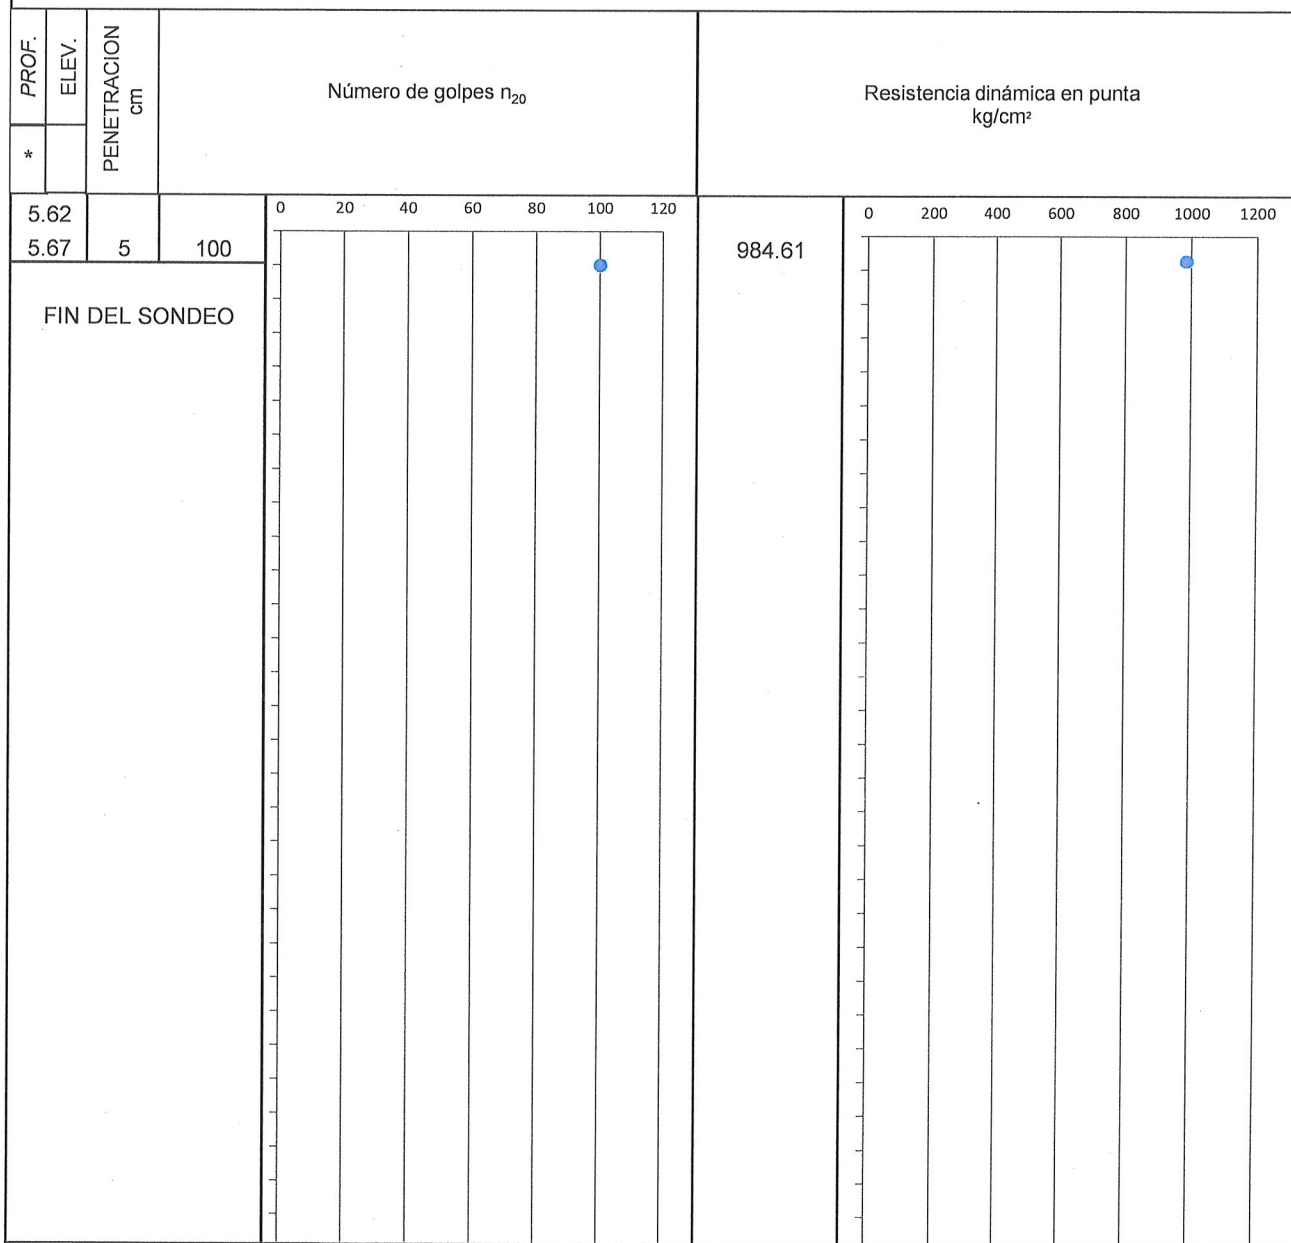 PROF.
ELEV.
PENETRACION
cm
Número de golpes n₂₀
Resistencia dinámica en punta
kg/cm²
*
0 20 40 60 80 100 120
0 200 400 600 800 1000 1200
5.62
5.67 5 100
984.61
FIN DEL SONDEO